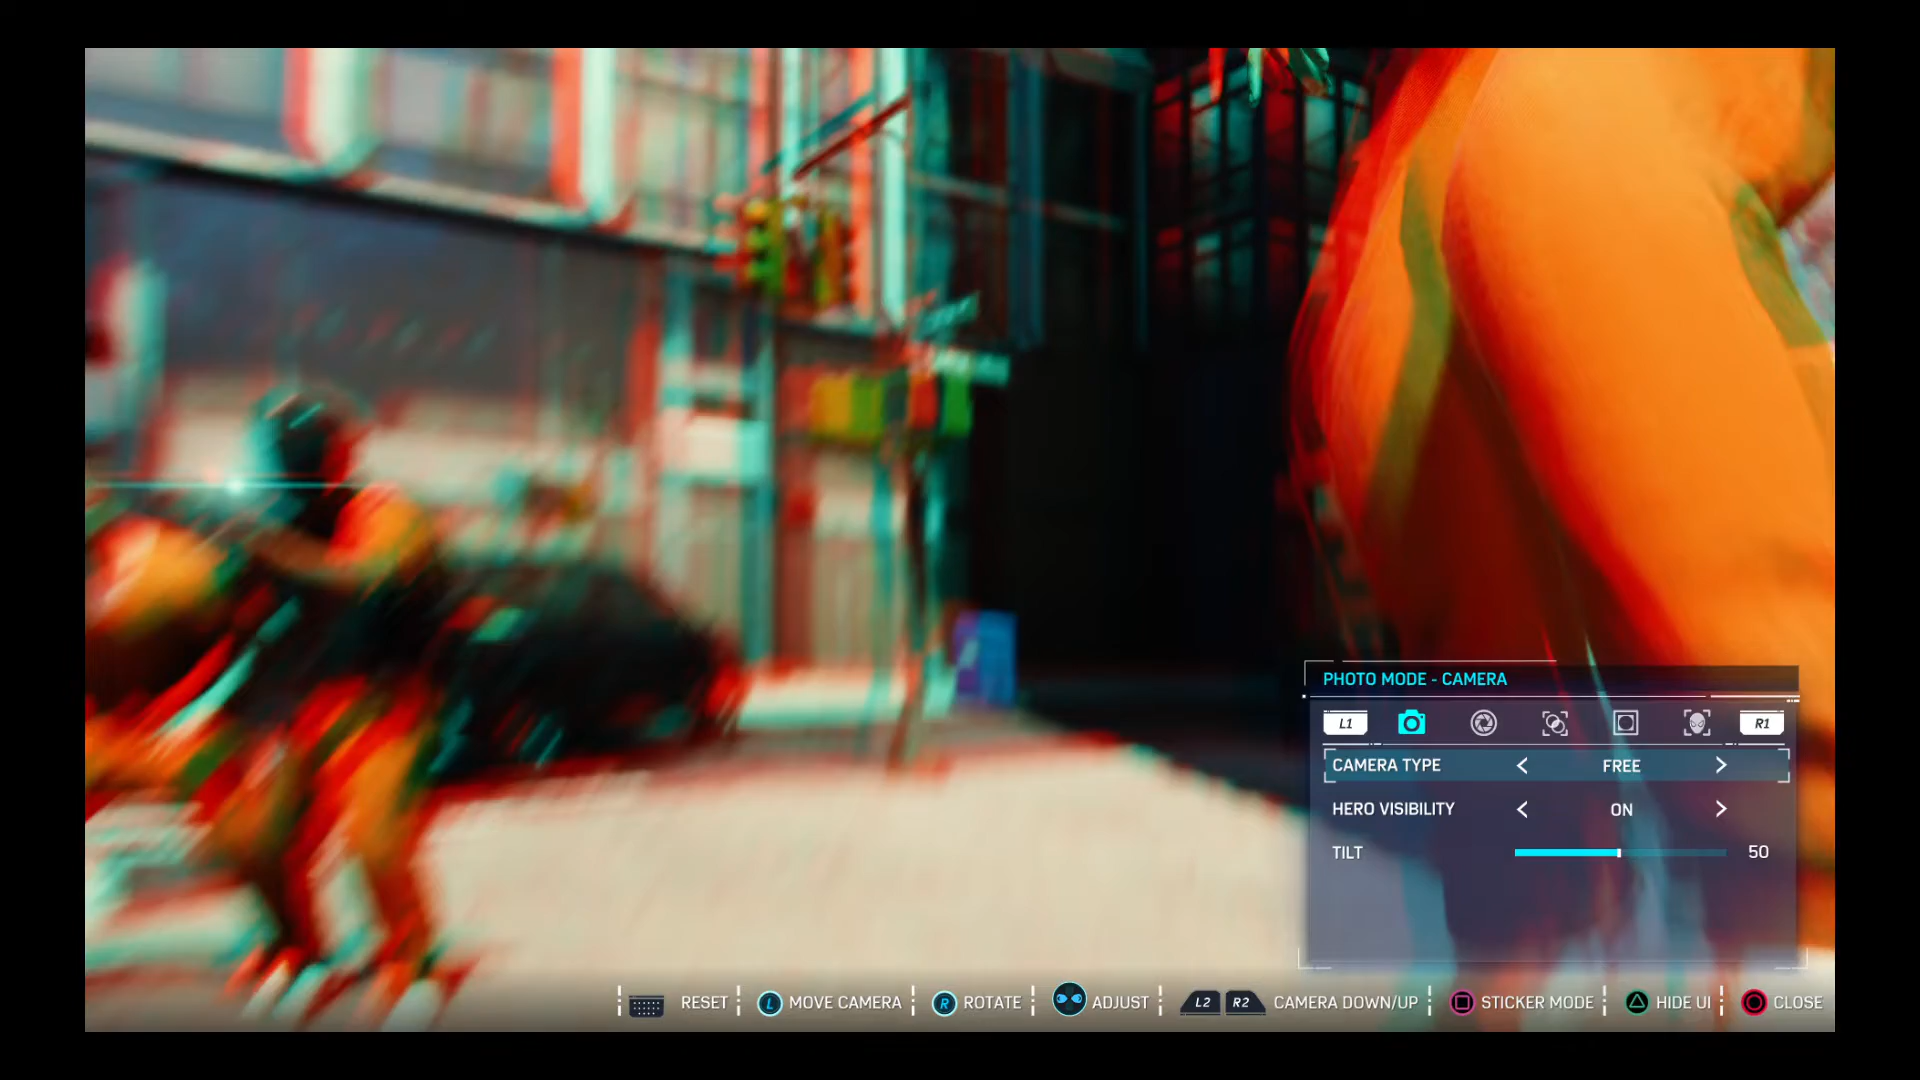 PHOTO MODE - CAMERA
L1 R1
CAMERA TYPE FREE
HERO VISIBILITY ON
TILT 50
RESET L MOVE CAMERA R ROTATE ADJUST L2 R2 CAMERA DOWN/UP STICKER MODE HIDE UI CLOSE